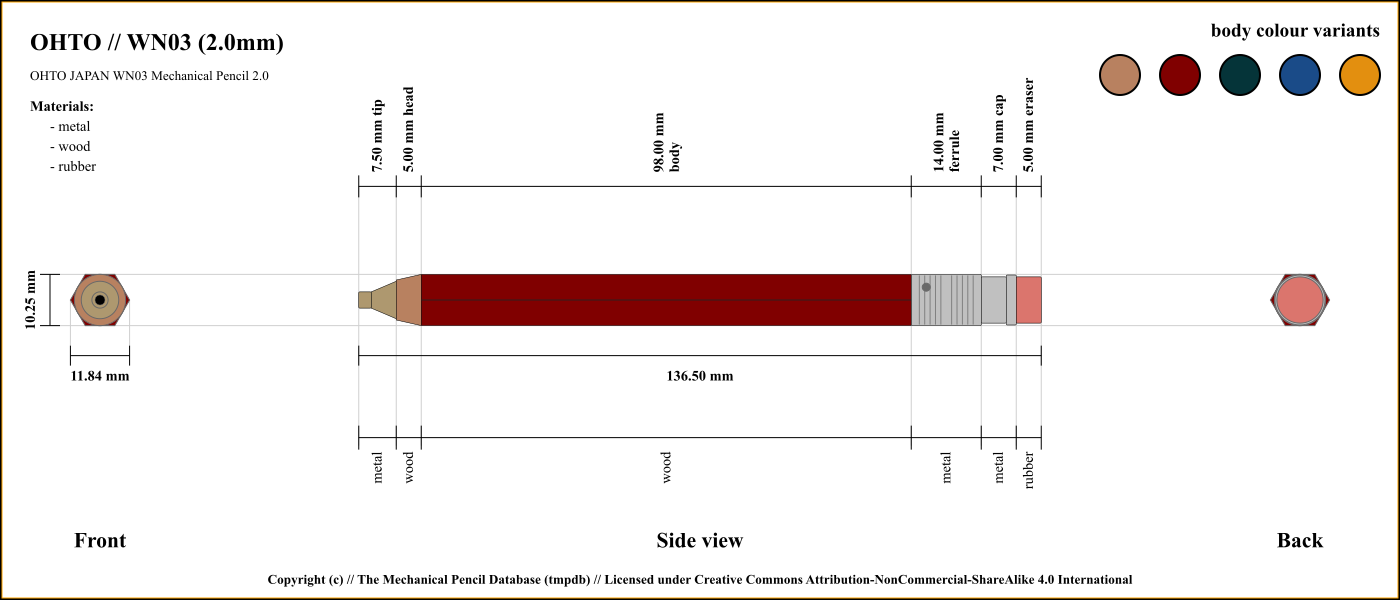 OHTO // WN03 (2.0mm)
OHTO JAPAN WN03 Mechanical Pencil 2.0
Materials:
- metal
- wood
- rubber
body colour variants
7.50 mm tip
5.00 mm head
98.00 mm
body
14.00 mm
ferrule
7.00 mm cap
5.00 mm eraser
10.25 mm
11.84 mm
136.50 mm
metal
wood
wood
metal
metal
rubber
Front
Side view
Back
Copyright (c) // The Mechanical Pencil Database (tmpdb) // Licensed under Creative Commons Attribution-NonCommercial-ShareAlike 4.0 International